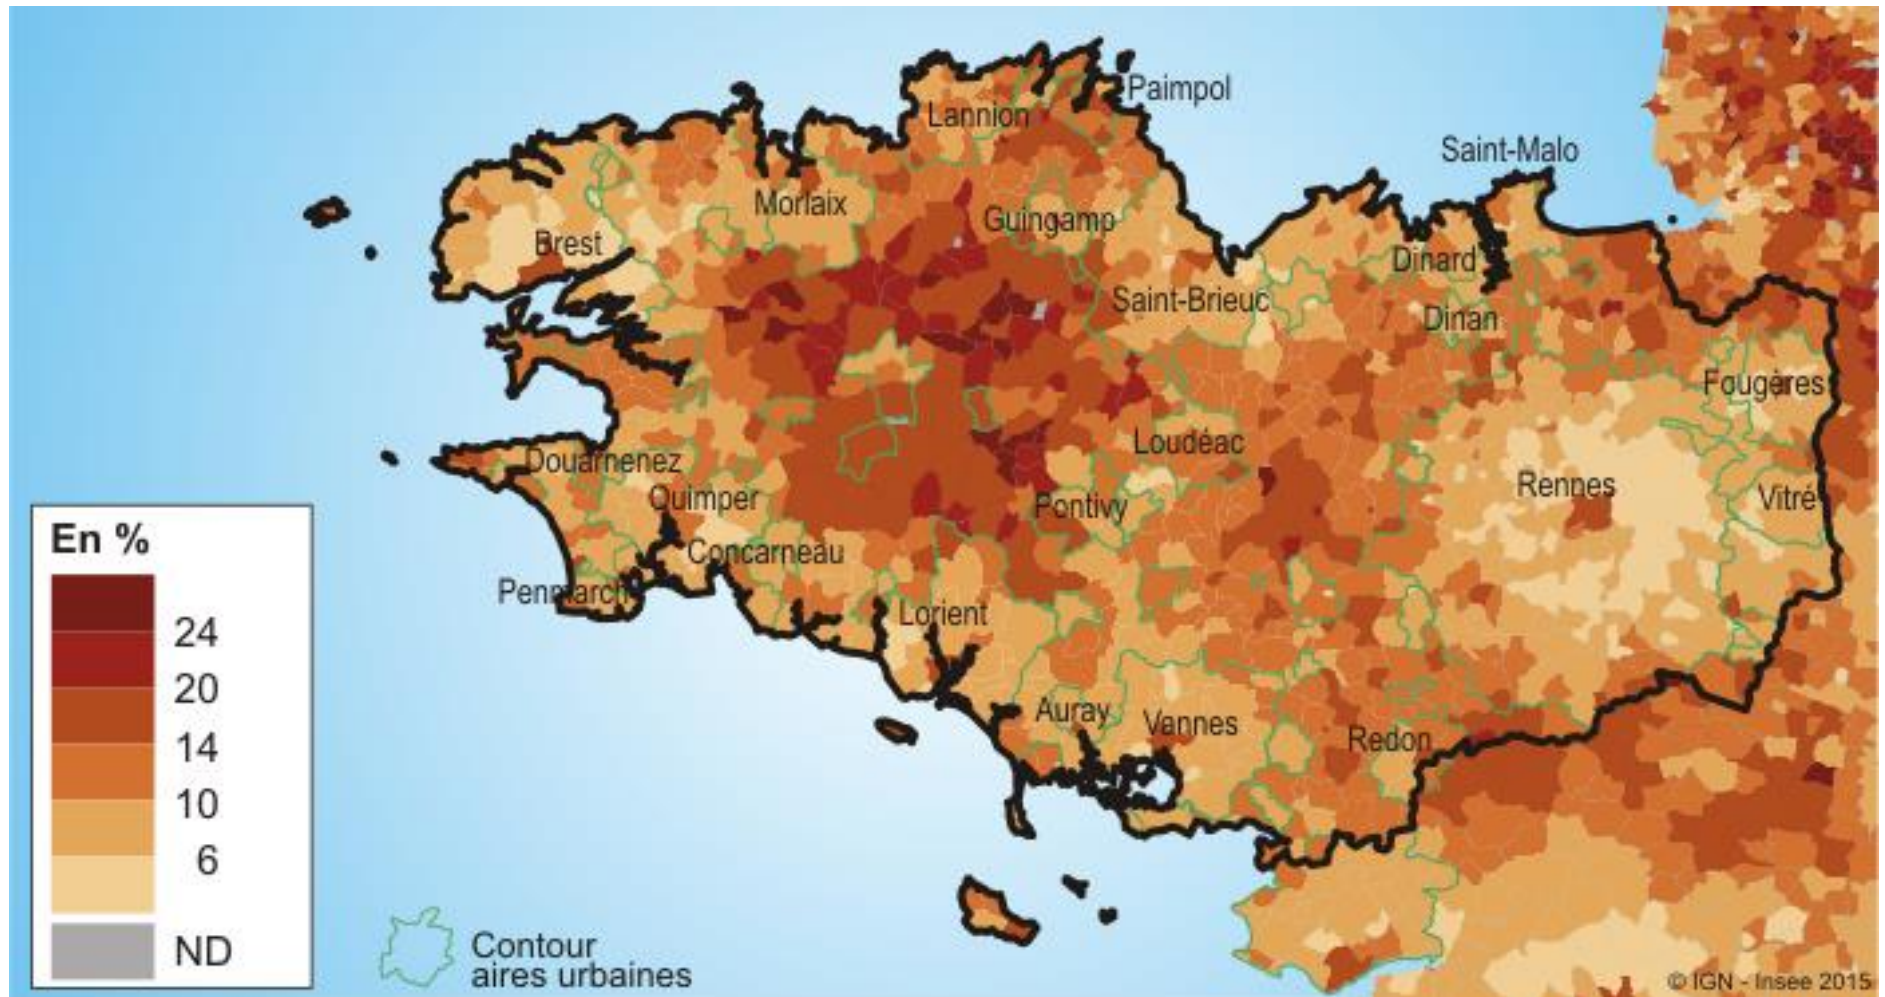 Paimpol
Lannion
Saint-Malo
Morlaix
Guingamp
Brest
Dinard
Saint-Brieuc
Dinan
Fougères
Loudéac
Douarnenez
Rennes
Quimper
Vitré
Pontivy
Concarneau
Penmarch
Lorient
Auray
Vannes
Redon
En %
24
20
14
10
6
ND
Contour
aires urbaines
© IGN - Insee 2015